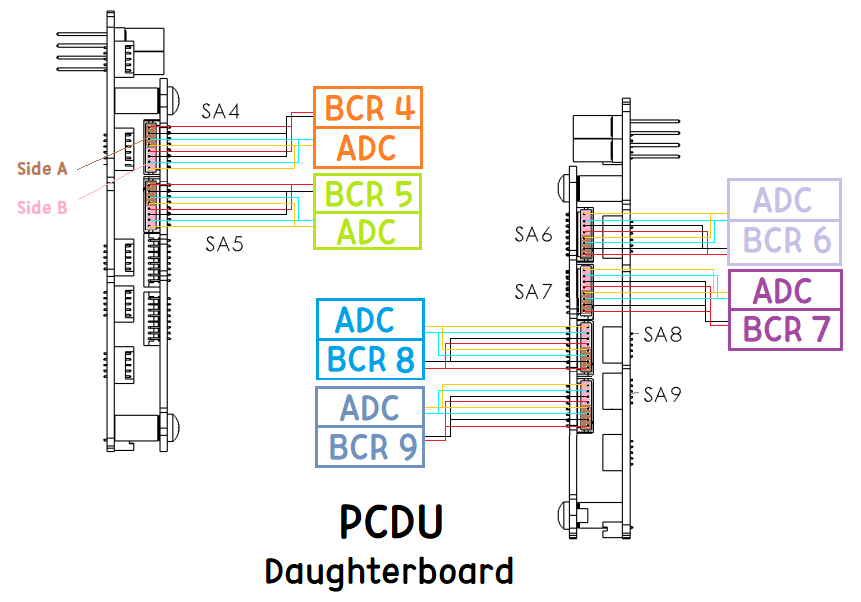 SA4
BCR 4
ADC
Side A
Side B
BCR 5
ADC
SA5
ADC
BCR 6
SA6
SA7
ADC
BCR 7
ADC
BCR 8
SA8
ADC
BCR 9
SA9
PCDU
Daughterboard